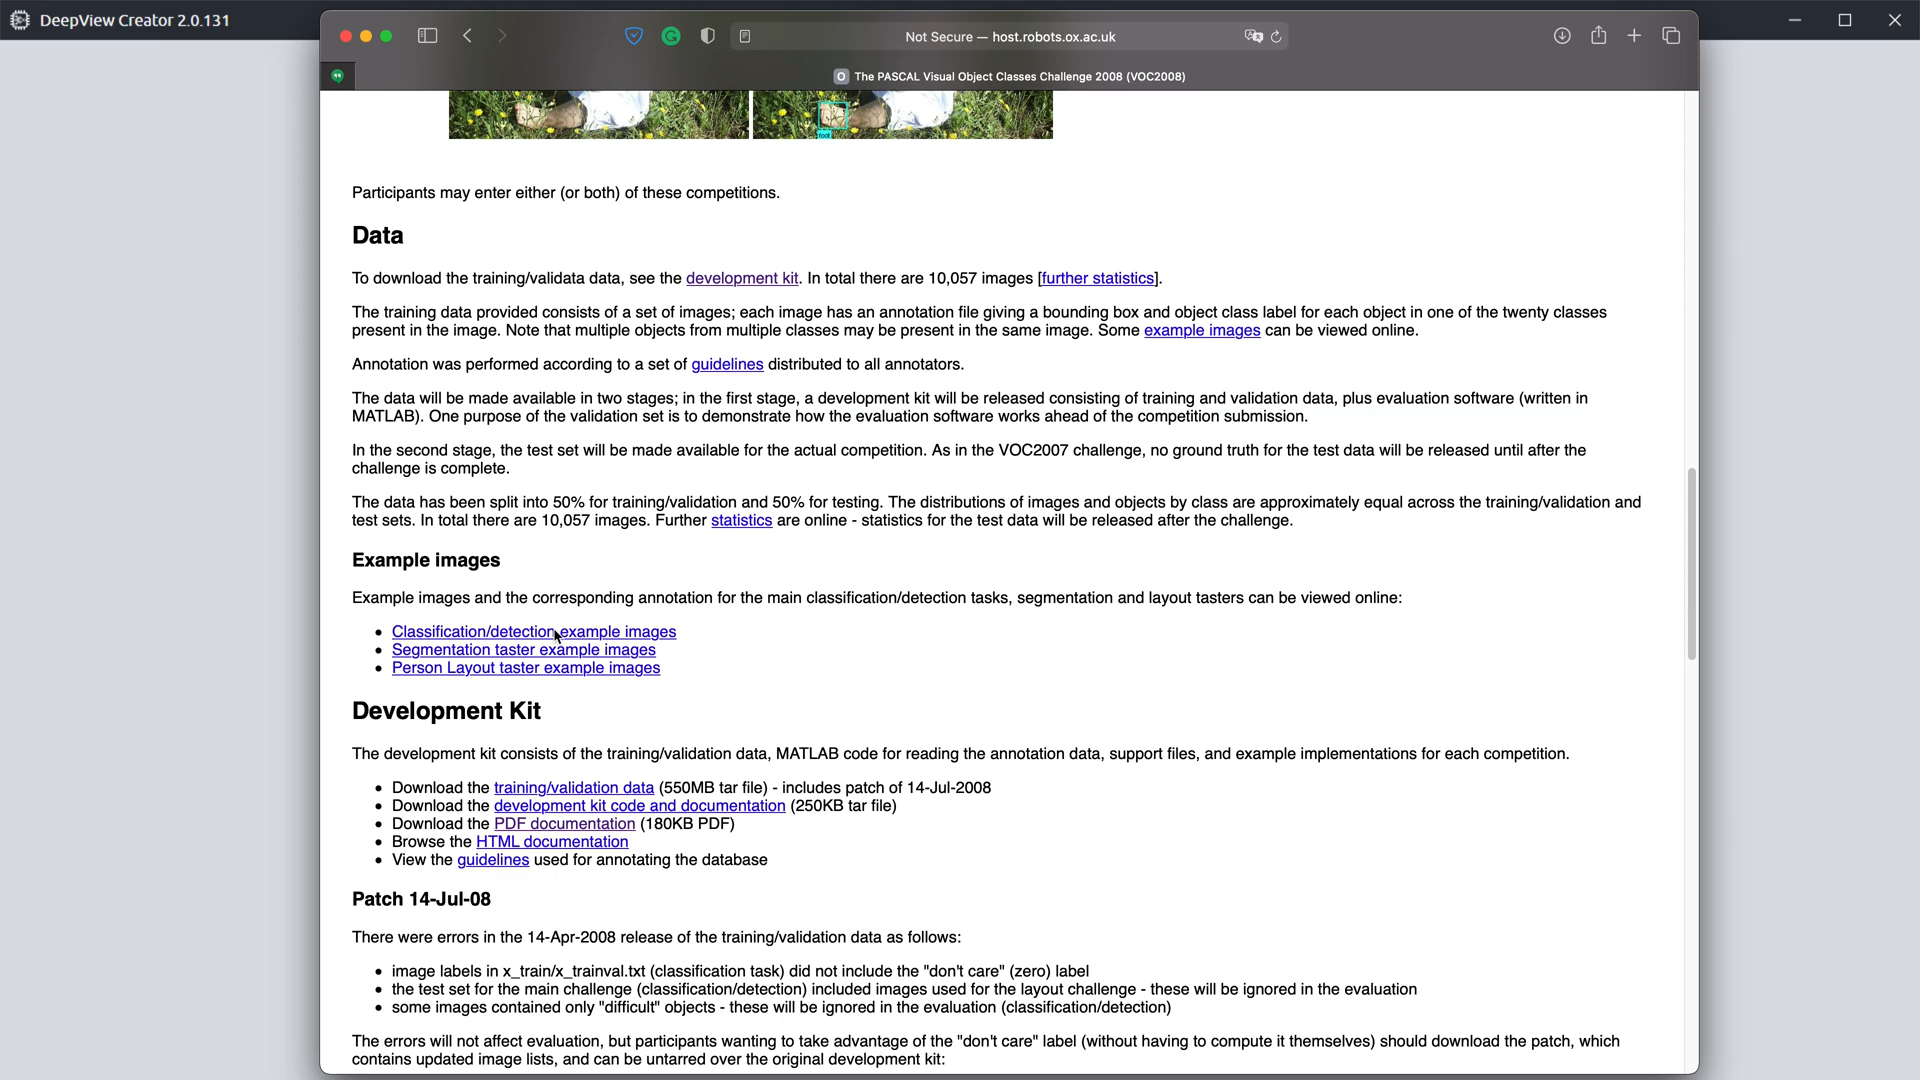 DeepView Creator 2.0.131
Not Secure — host.robots.ox.ac.uk
O The PASCAL Visual Object Classes Challenge 2008 (VOC2008)
foot
Participants may enter either (or both) of these competitions.
Data
To download the training/validata data, see the development kit. In total there are 10,057 images [further statistics].
The training data provided consists of a set of images; each image has an annotation file giving a bounding box and object class label for each object in one of the twenty classes
present in the image. Note that multiple objects from multiple classes may be present in the same image. Some example images can be viewed online.
Annotation was performed according to a set of guidelines distributed to all annotators.
The data will be made available in two stages; in the first stage, a development kit will be released consisting of training and validation data, plus evaluation software (written in
MATLAB). One purpose of the validation set is to demonstrate how the evaluation software works ahead of the competition submission.
In the second stage, the test set will be made available for the actual competition. As in the VOC2007 challenge, no ground truth for the test data will be released until after the
challenge is complete.
The data has been split into 50% for training/validation and 50% for testing. The distributions of images and objects by class are approximately equal across the training/validation and
test sets. In total there are 10,057 images. Further statistics are online - statistics for the test data will be released after the challenge.
Example images
Example images and the corresponding annotation for the main classification/detection tasks, segmentation and layout tasters can be viewed online:
• Classification/detection example images
• Segmentation taster example images
• Person Layout taster example images
Development Kit
The development kit consists of the training/validation data, MATLAB code for reading the annotation data, support files, and example implementations for each competition.
• Download the training/validation data (550MB tar file) - includes patch of 14-Jul-2008
• Download the development kit code and documentation (250KB tar file)
• Download the PDF documentation (180KB PDF)
• Browse the HTML documentation
• View the guidelines used for annotating the database
Patch 14-Jul-08
There were errors in the 14-Apr-2008 release of the training/validation data as follows:
• image labels in x_train/x_trainval.txt (classification task) did not include the "don't care" (zero) label
• the test set for the main challenge (classification/detection) included images used for the layout challenge - these will be ignored in the evaluation
• some images contained only "difficult" objects - these will be ignored in the evaluation (classification/detection)
The errors will not affect evaluation, but participants wanting to take advantage of the "don't care" label (without having to compute it themselves) should download the patch, which
contains updated image lists, and can be untarred over the original development kit: